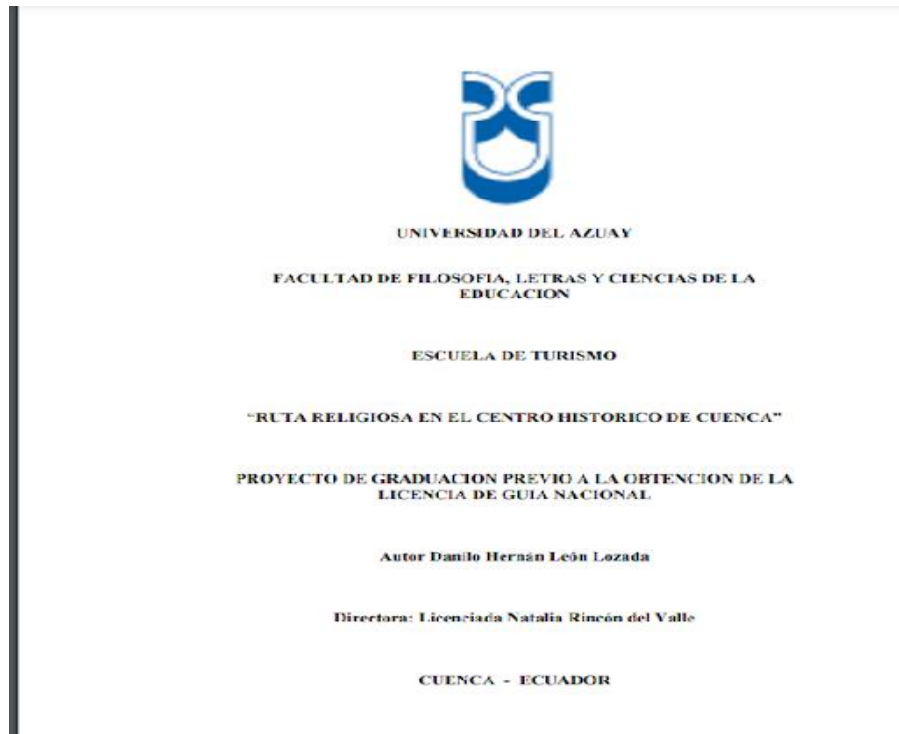 UNIVERSIDAD DEL AZUAY
FACULTAD DE FILOSOFIA, LETRAS Y CIENCIAS DE LA
EDUCACION
ESCUELA DE TURISMO
“RUTA RELIGIOSA EN EL CENTRO HISTORICO DE CUENCA”
PROYECTO DE GRADUACION PREVIO A LA OBTENCION DE LA
LICENCIA DE GUIA NACIONAL
Autor Danilo Hernán León Lozada
Directora: Licenciada Natalia Rincón del Valle
CUENCA - ECUADOR